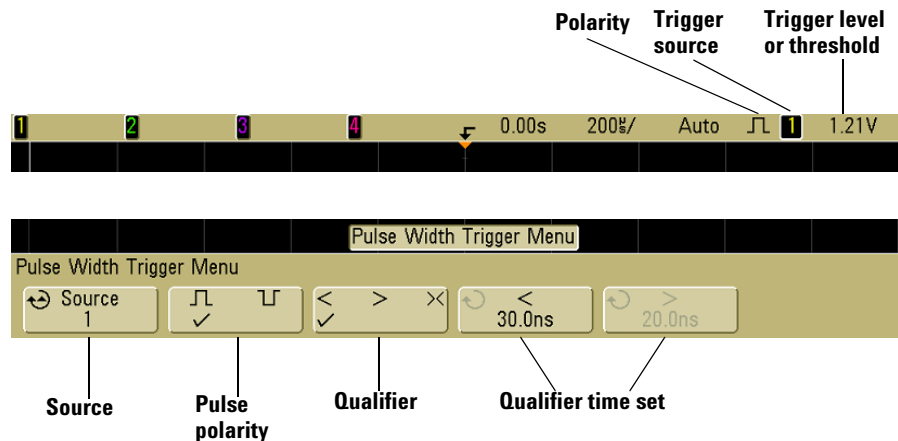 Polarity Trigger source Trigger level or threshold
1 2 3 4 0.00s 200µs/ Auto 1 1.21V
Pulse Width Trigger Menu
Pulse Width Trigger Menu
Source 1
< > ><
< 30.0ns
> 20.0ns
Source
Pulse polarity
Qualifier
Qualifier time set